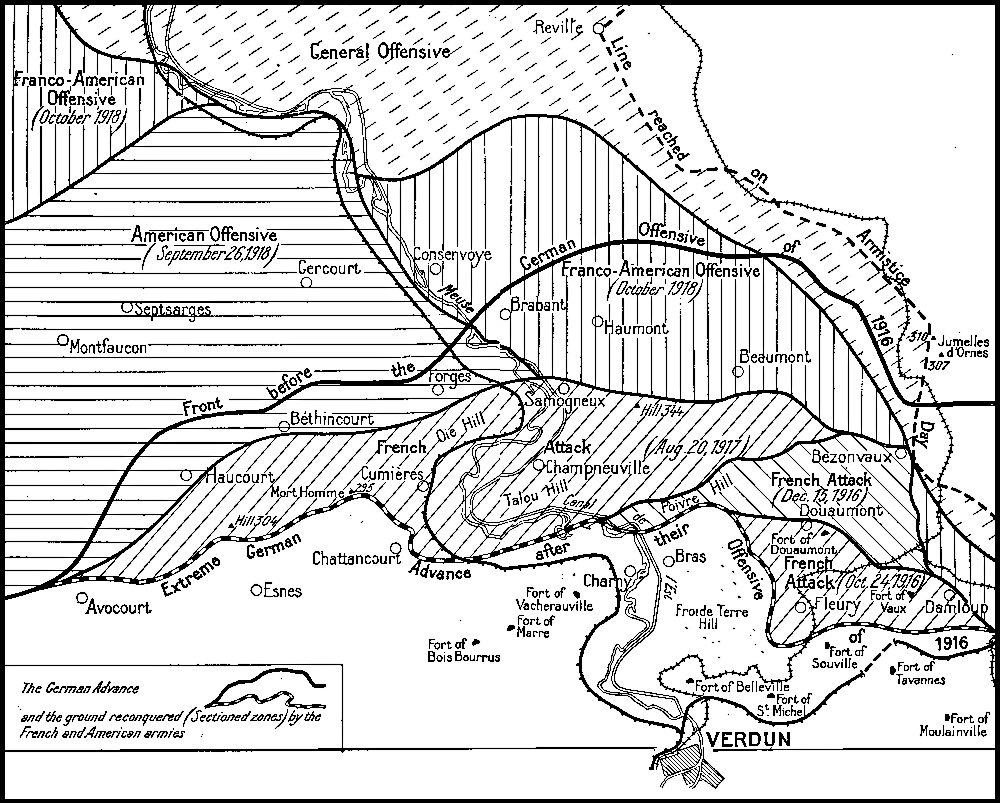 Reville
General Offensive
Line
reached
on
Armistice
Day
Franco-American
Offensive
(October 1918)
American Offensive
(September 26, 1918)
Gercourt
Septsarges
Montfaucon
Consenvoye
Meuse
German
Offensive
of
1916
Franco-American Offensive
(October 1918)
Brabant
Haumont
Beaumont
310
Jumelles
d'Ornes
307
Front
before
the
Forges
Béthincourt
Samogneux
Hill 344
Oie Hill
French
Attack
(Aug. 20, 1917)
Haucourt
Cumières
Champneuville
Bézonvaux
Mort Homme
295
Talou Hill
Canal
Poivre
Hill
French Attack
(Dec. 15, 1916)
Douaumont
Hill 304
Extreme
German
Advance
after
their
Offensive
of
1916
Chattancourt
de
l'Est
Bras
Fort of
Douaumont
French
Attack (Oct. 24, 1916)
Charny
Avocourt
Esnes
Fort of
Vacherauville
Fort of
Marre
Fort of
Bois Bourrus
Froide Terre
Hill
Fleury
Fort of
Vaux
Damloup
Fort of
Souville
Fort of
Tavannes
Fort of Belleville
Fort of
St Michel
Fort of
Moulainville
VERDUN
The German Advance
and the ground reconquered (Sectioned zones) by the
French and American armies